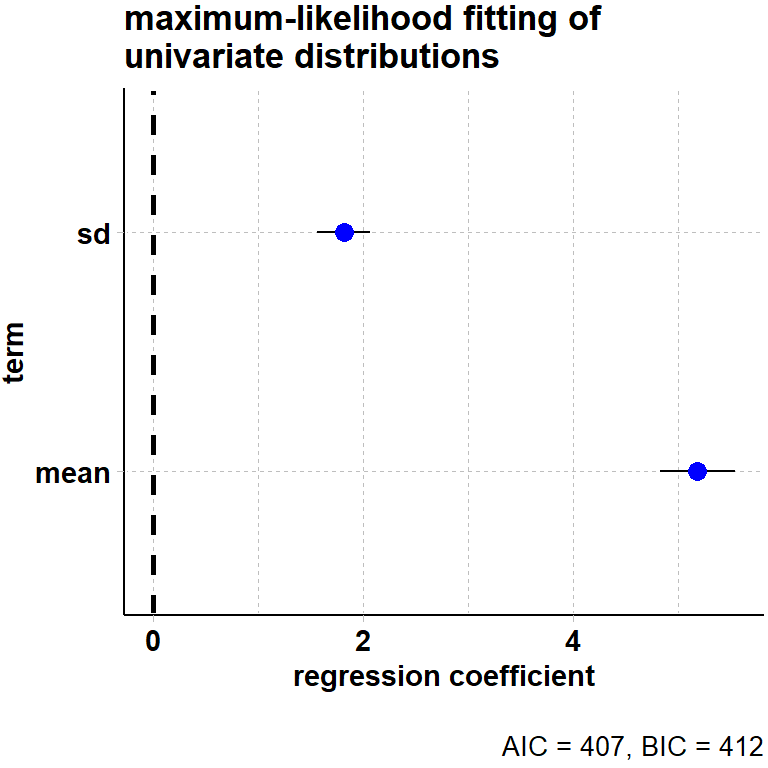 maximum-likelihood fitting of
univariate distributions
sd
term
mean
0 2 4
regression coefficient
AIC = 407, BIC = 412